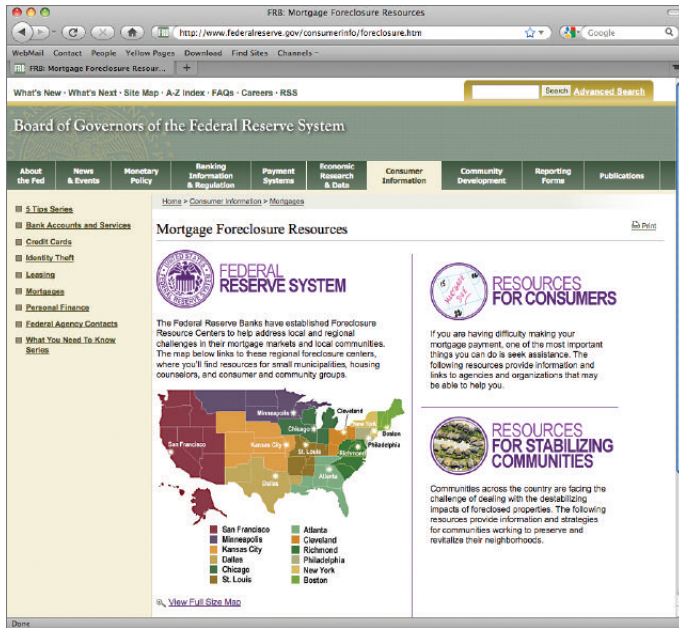 FRB: Mortgage Foreclosure Resources
http://www.federalreserve.gov/consumerinfo/foreclosure.htm
Google
WebMail Contact People Yellow Pages Download Find Sites Channels
FRB: Mortgage Foreclosure Resour...
What's New · What's Next · Site Map · A-Z Index · FAQs · Careers · RSS
Search Advanced Search
Board of Governors of the Federal Reserve System
About the Fed
News & Events
Monetary Policy
Banking Information & Regulation
Payment Systems
Economic Research & Data
Consumer Information
Community Development
Reporting Forms
Publications
5 Tips Series
Bank Accounts and Services
Credit Cards
Identity Theft
Leasing
Mortgages
Personal Finance
Federal Agency Contacts
What You Need To Know
Series
Home > Consumer Information > Mortgages
Mortgage Foreclosure Resources
Print
FEDERAL
RESERVE SYSTEM
The Federal Reserve Banks have established Foreclosure
Resource Centers to help address local and regional
challenges in their mortgage markets and local communities.
The map below links to these regional foreclosure centers,
where you'll find resources for small municipalities, housing
counselors, and consumer and community groups.
Minneapolis
Cleveland
New York
Chicago
Boston
San Francisco
Kansas City
St. Louis
Richmond
Philadelphia
Dallas
Atlanta
San Francisco
Minneapolis
Kansas City
Dallas
Chicago
St. Louis
Atlanta
Cleveland
Richmond
Philadelphia
New York
Boston
View Full Size Map
RESOURCES
FOR CONSUMERS
If you are having difficulty making your
mortgage payment, one of the most important
things you can do is seek assistance. The
following resources provide information and
links to agencies and organizations that may
be able to help you.
RESOURCES
FOR STABILIZING
COMMUNITIES
Communities across the country are facing the
challenge of dealing with the destabilizing
impacts of foreclosed properties. The following
resources provide information and strategies
for communities working to preserve and
revitalize their neighborhoods.
Done